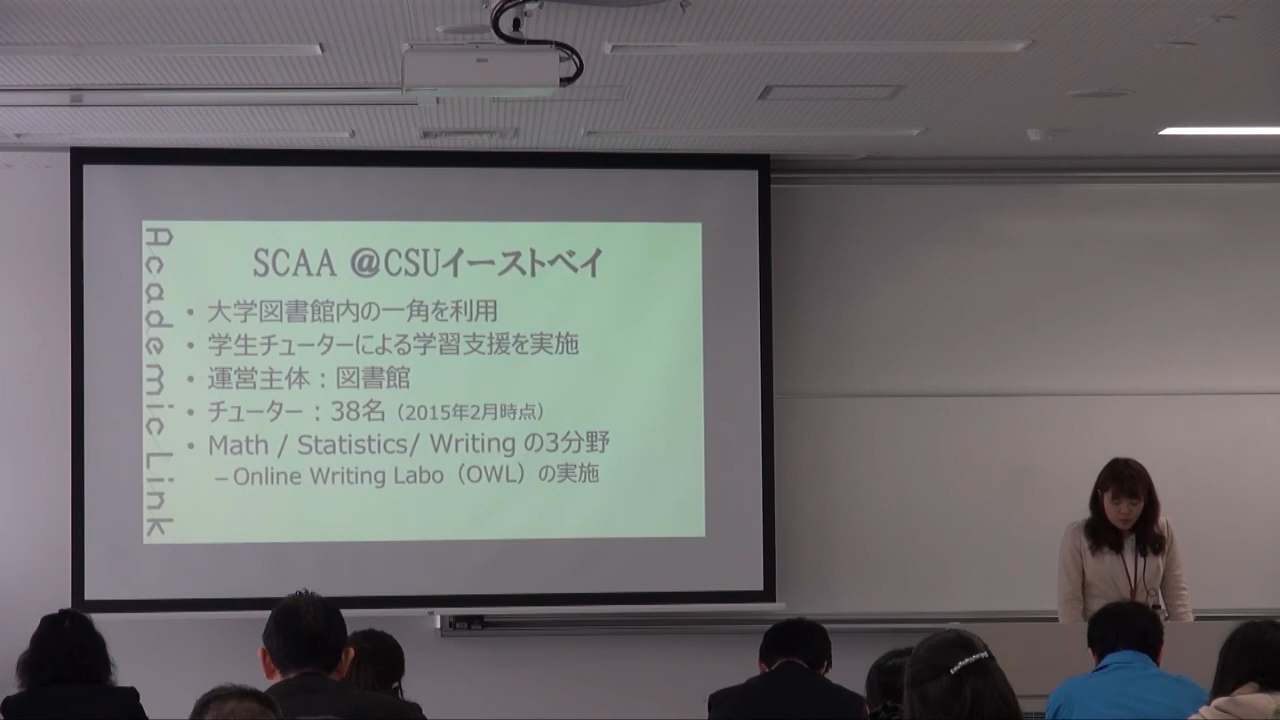 Academic Link
SCAA @CSUイーストベイ
• 大学図書館内の一角を利用
• 学生チューターによる学習支援を実施
• 運営主体：図書館
• チューター：38名（2015年2月時点）
• Math / Statistics/ Writing の3分野
－Online Writing Labo（OWL）の実施